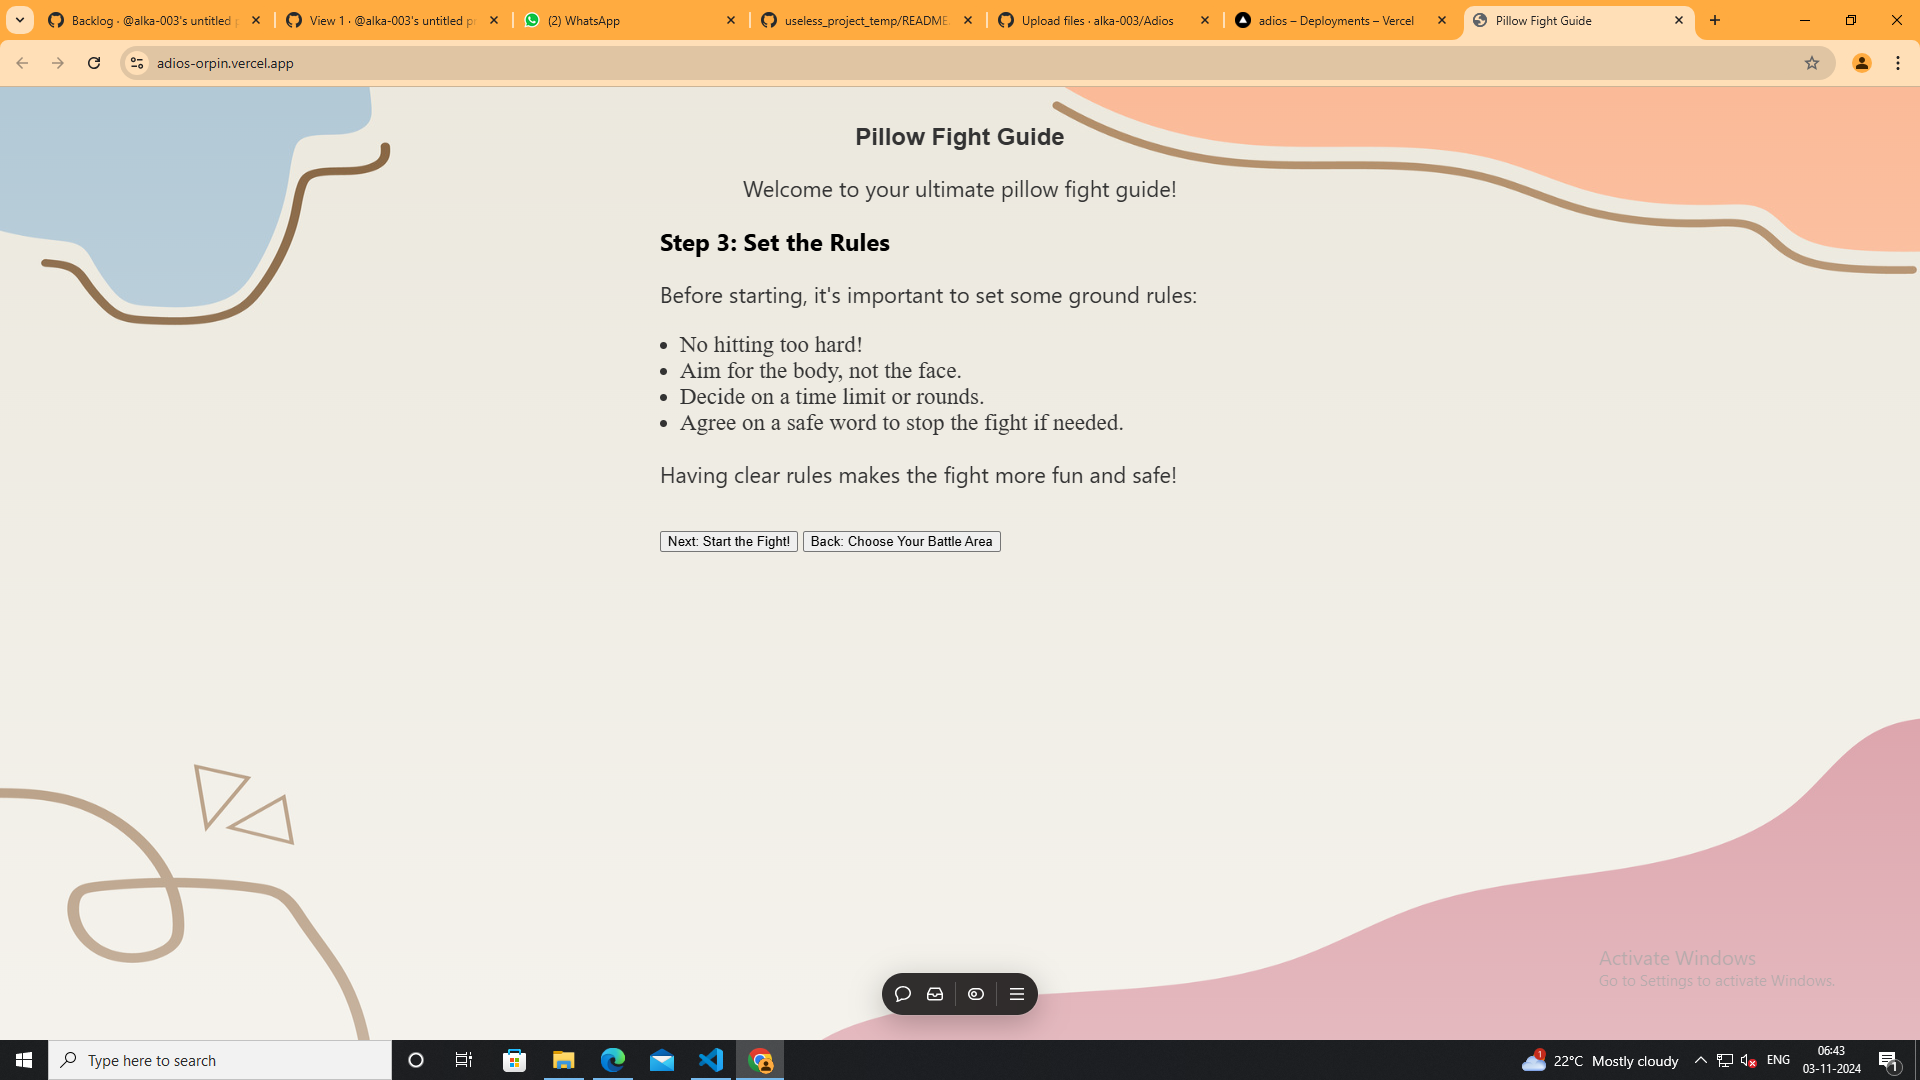 Backlog · @alka-003's untitled
View 1 · @alka-003's untitled
(2) WhatsApp
useless_project_temp/README.
Upload files · alka-003/Adios
adios – Deployments – Vercel
Pillow Fight Guide
adios-orpin.vercel.app
Pillow Fight Guide
Welcome to your ultimate pillow fight guide!
Step 3: Set the Rules
Before starting, it's important to set some ground rules:
• No hitting too hard!
• Aim for the body, not the face.
• Decide on a time limit or rounds.
• Agree on a safe word to stop the fight if needed.
Having clear rules makes the fight more fun and safe!
Next: Start the Fight! Back: Choose Your Battle Area
Activate Windows
Go to Settings to activate Windows.
Type here to search
1
22°C Mostly cloudy
ENG
06:43
03-11-2024
1